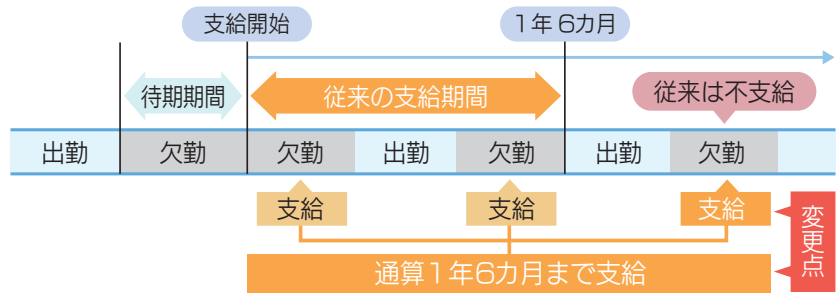 支給開始
1年6カ月
待期期間
従来の支給期間
従来は不支給
出勤
欠勤
欠勤
出勤
欠勤
出勤
欠勤
支給
支給
支給
変更点
通算1年6カ月まで支給